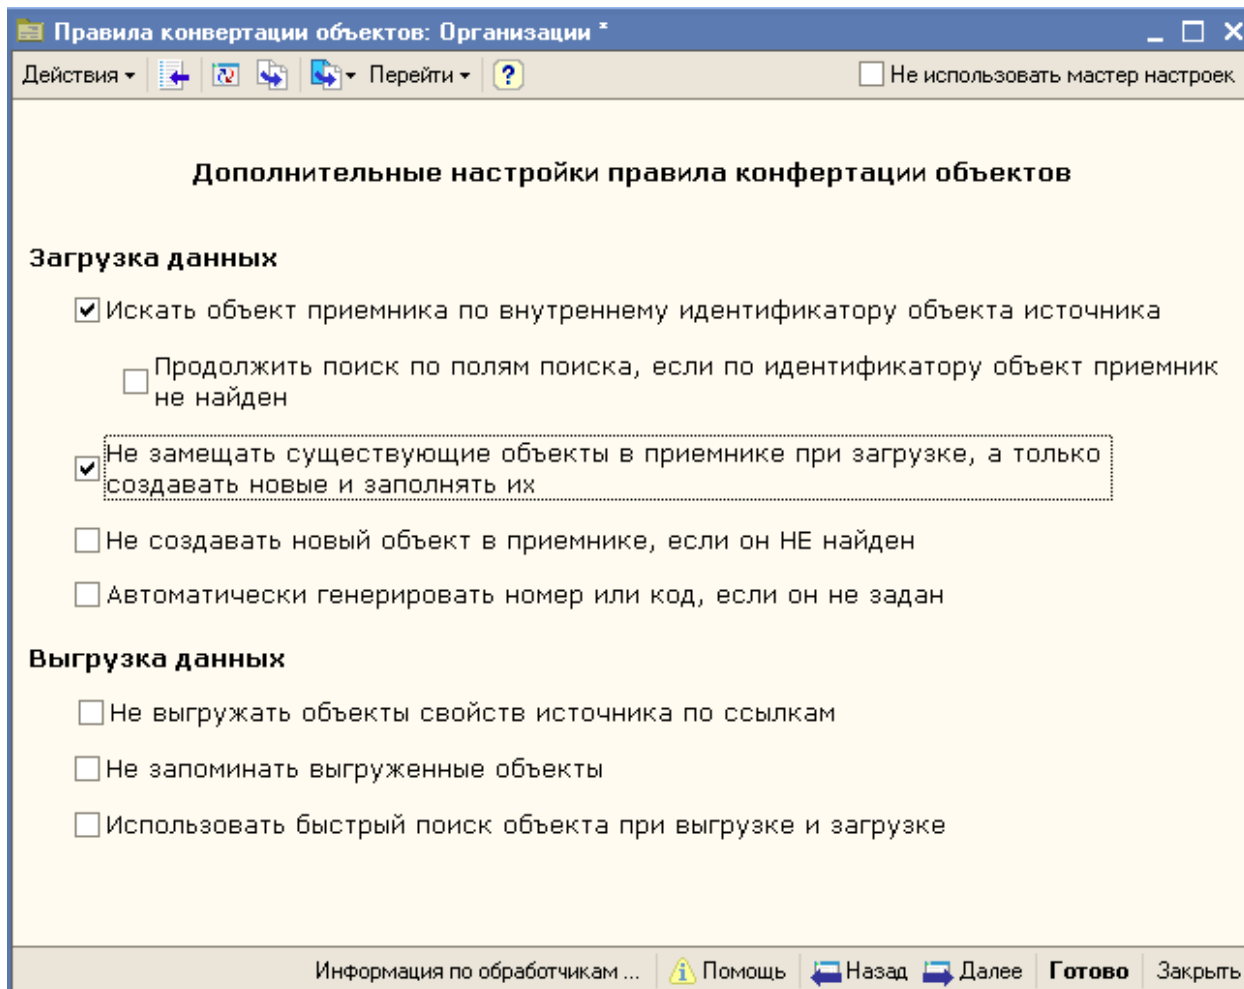 Правила конвертации объектов: Организации *
Действия Перейти ? Не использовать мастер настроек
Дополнительные настройки правила конфертации объектов
Загрузка данных
Искать объект приемника по внутреннему идентификатору объекта источника
Продолжить поиск по полям поиска, если по идентификатору объект приемник
не найден
Не замещать существующие объекты в приемнике при загрузке, а только
создавать новые и заполнять их
Не создавать новый объект в приемнике, если он НЕ найден
Автоматически генерировать номер или код, если он не задан
Выгрузка данных
Не выгружать объекты свойств источника по ссылкам
Не запоминать выгруженные объекты
Использовать быстрый поиск объекта при выгрузке и загрузке
Информация по обработчикам ... Помощь Назад Далее Готово Закрыть